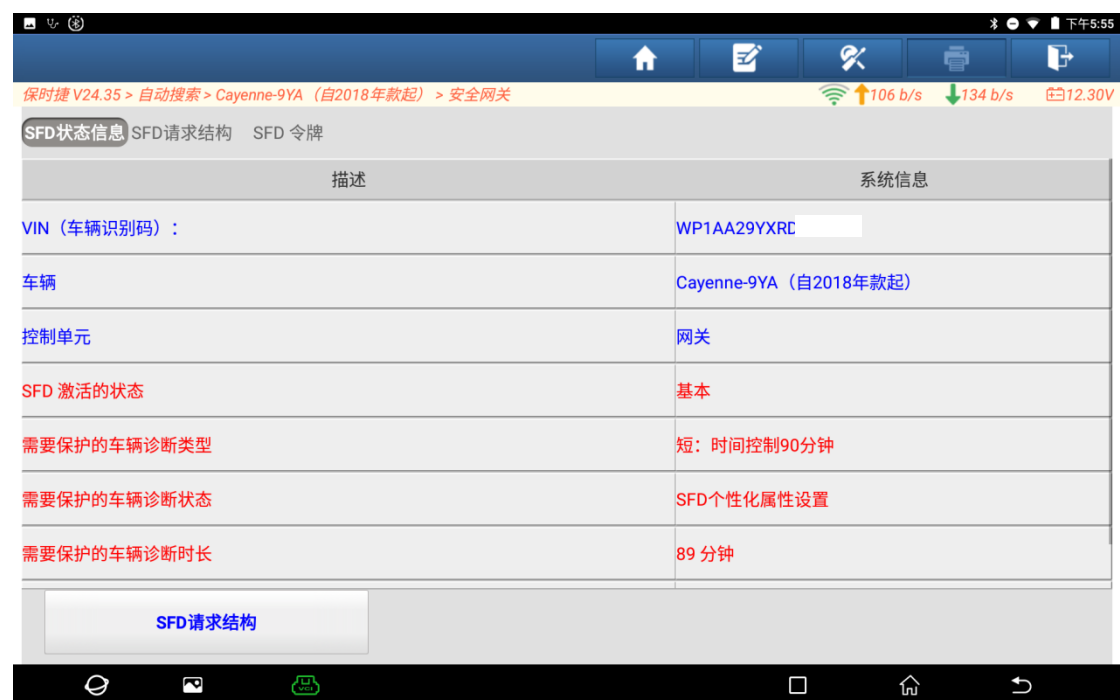 下午5:55
保时捷 V24.35 > 自动搜索 > Cayenne-9YA（自2018年款起） > 安全网关 106 b/s 134 b/s 12.30V
SFD状态信息 SFD请求结构 SFD 令牌
描述 系统信息
VIN（车辆识别码）： WP1AA29YXRD
车辆 Cayenne-9YA（自2018年款起）
控制单元 网关
SFD 激活的状态 基本
需要保护的车辆诊断类型 短：时间控制90分钟
需要保护的车辆诊断状态 SFD个性化属性设置
需要保护的车辆诊断时长 89 分钟
SFD请求结构
VCI